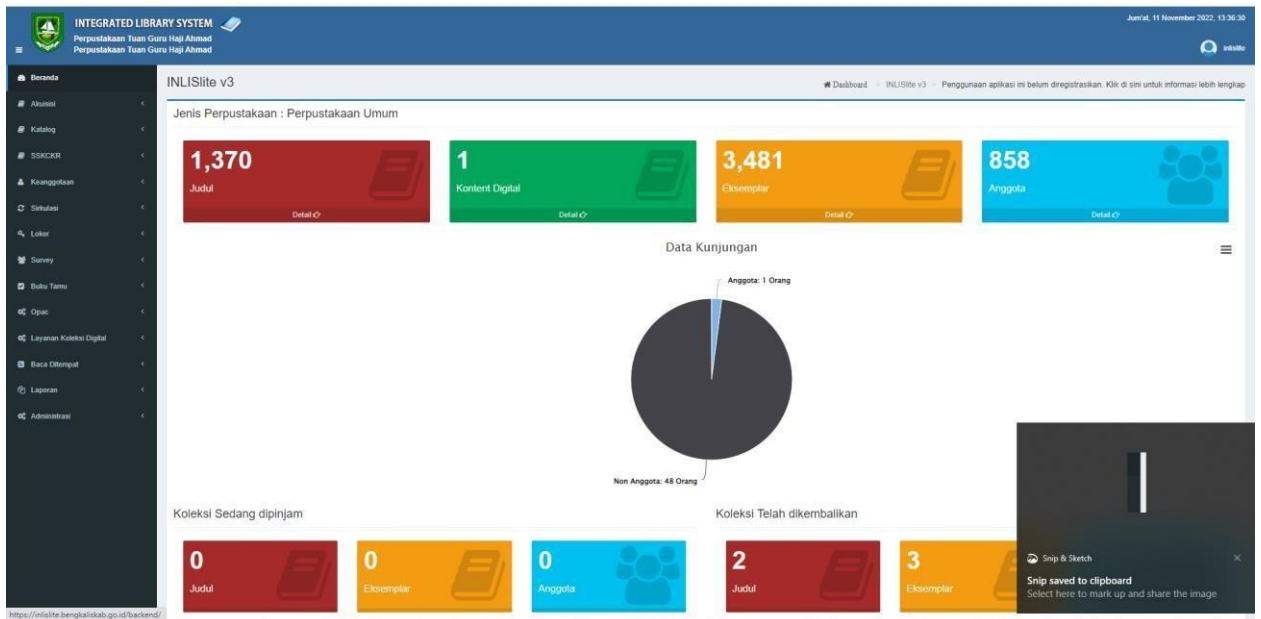 INTEGRATED LIBRARY SYSTEM
Perpustakaan Tuan Guru Haji Ahmad
Perpustakaan Tuan Guru Haji Ahmad
Jum'at, 11 November 2022, 13:36:30
inlislite
Beranda
Akuisisi
Katalog
SSKCKR
Keanggotaan
Sirkulasi
Loker
Survey
Buku Tamu
Opac
Layanan Koleksi Digital
Baca Ditempat
Laporan
Administrasi
INLISlite v3
Dashboard > INLISlite v3 > Penggunaan aplikasi ini belum diregistrasikan. Klik di sini untuk informasi lebih lengkap
Jenis Perpustakaan : Perpustakaan Umum
1,370
Judul
Detail
1
Kontent Digital
Detail
3,481
Eksemplar
Detail
858
Anggota
Detail
Data Kunjungan
Anggota: 1 Orang
Non Anggota: 48 Orang
Koleksi Sedang dipinjam
0
Judul
0
Eksemplar
0
Anggota
Koleksi Telah dikembalikan
2
Judul
3
Eksemplar
Snip & Sketch
Snip saved to clipboard
Select here to mark up and share the image
https://inlislite.bengkaliskab.go.id/backend/